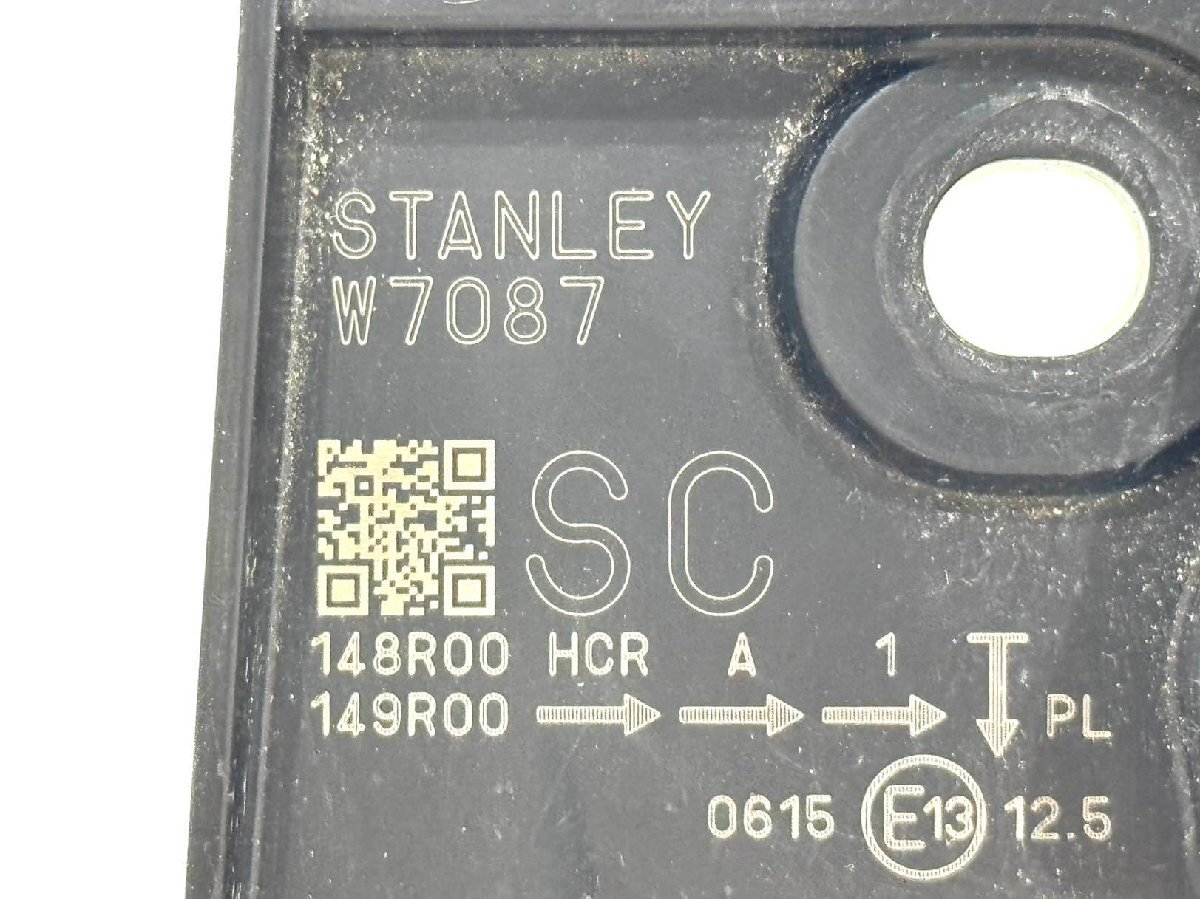 STANLEY
W7087
SC
148R00 HCR A 1
149R00 → → → ↧ PL
0615 E13 12.5